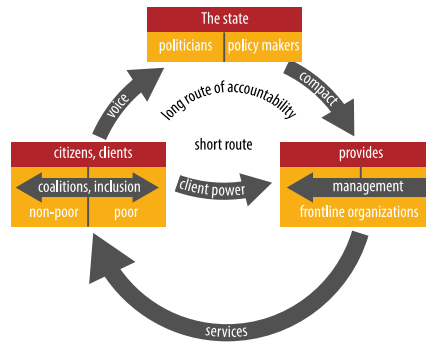 The state
politicians policy makers
voice
compact
long route of accountability
short route
citizens, clients
coalitions, inclusion
non-poor poor
client power
provides
management
frontline organizations
services